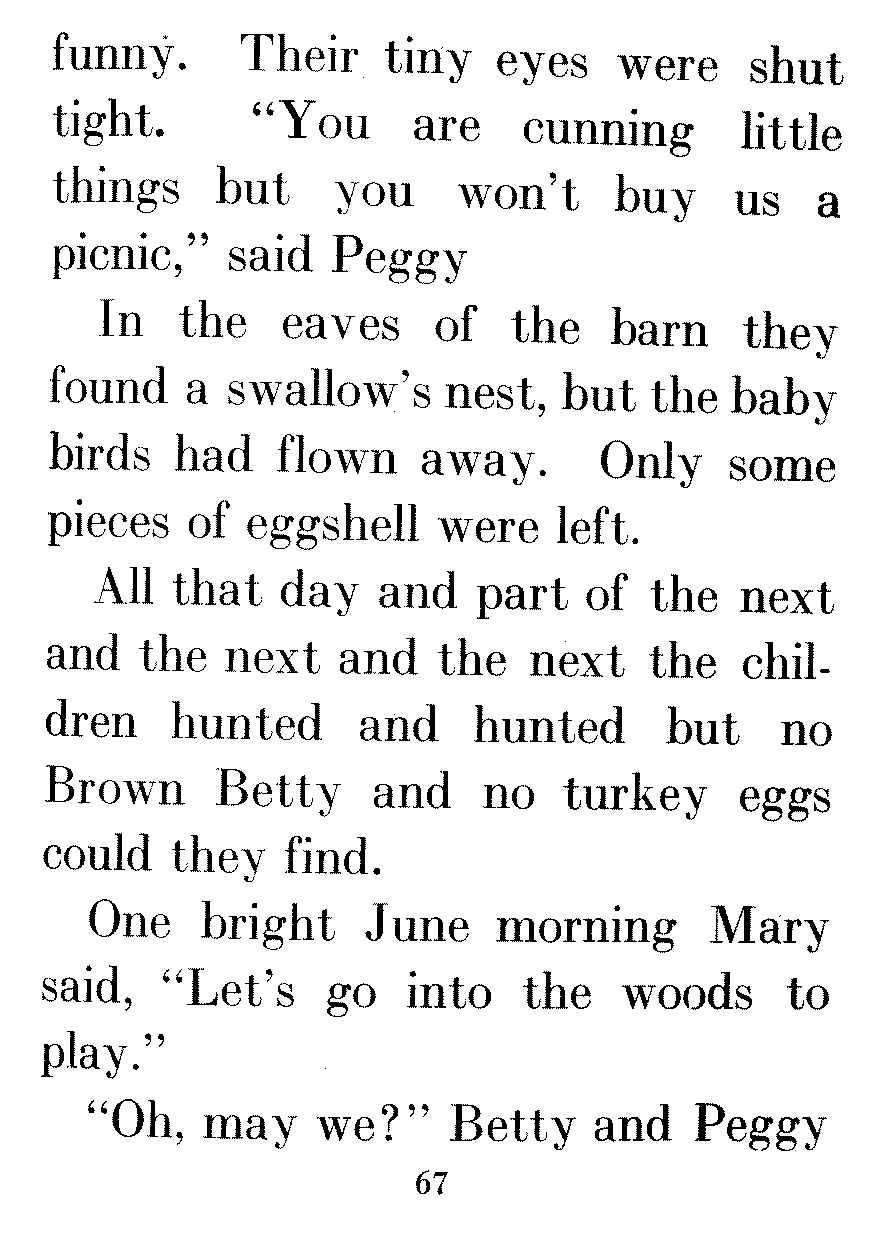 funny. Their tiny eyes were shut
tight. “You are cunning little
things but you won’t buy us a
picnic,” said Peggy
In the eaves of the barn they
found a swallow’s nest, but the baby
birds had flown away. Only some
pieces of eggshell were left.
All that day and part of the next
and the next and the next the chil-
dren hunted and hunted but no
Brown Betty and no turkey eggs
could they find.
One bright June morning Mary
said, “Let’s go into the woods to
play.”
“Oh, may we?” Betty and Peggy
67